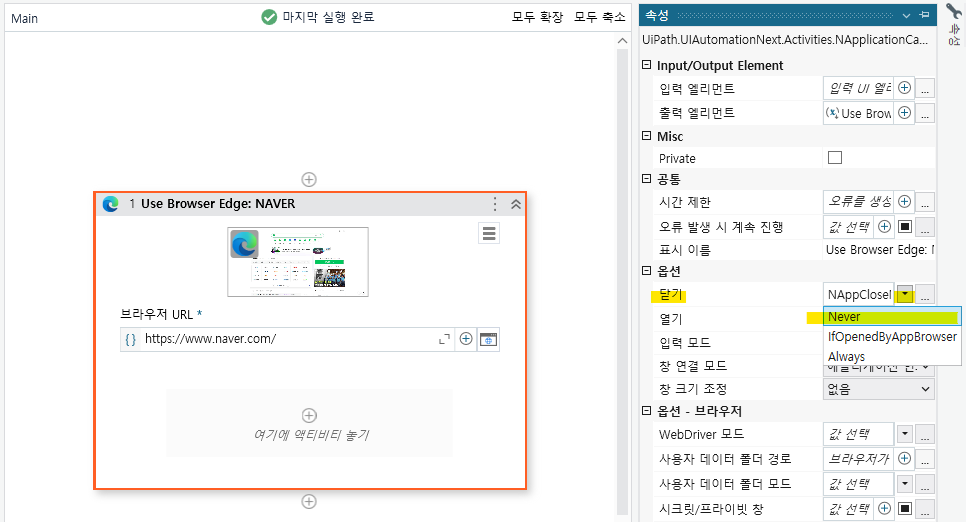 Main
마지막 실행 완료
모두 확장 모두 축소
1 Use Browser Edge: NAVER
브라우저 URL *
{ } https://www.naver.com/
여기에 액티비티 놓기
속성
속성
UiPath.UIAutomationNext.Activities.NApplicationCa...
Input/Output Element
입력 엘리먼트 입력 UI 엘리 ...
출력 엘리먼트 (x) Use Brow ...
Misc
Private
공통
시간 제한 오류를 생성 ...
오류 발생 시 계속 진행 값 선택 ...
표시 이름 Use Browser Edge: N
옵션
닫기 NAppCloseI ...
열기 Never
입력 모드 IfOpenedByAppBrowser
Always
창 연결 모드 애플리케이션 인
창 크기 조정 없음
옵션 - 브라우저
WebDriver 모드 값 선택 ...
사용자 데이터 폴더 경로 브라우저가 ...
사용자 데이터 폴더 모드 값 선택 ...
시크릿/프라이빗 창 값 선택 ...